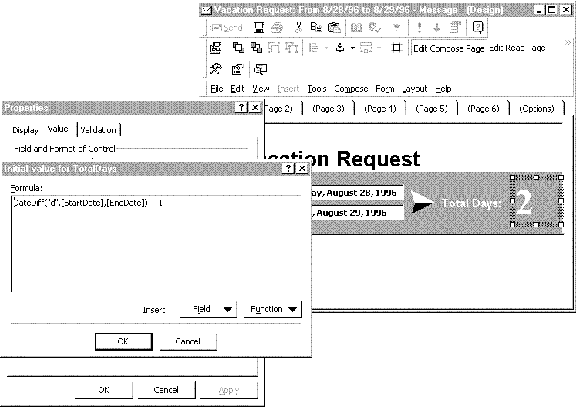 Vacation Request From 8/28/96 to 8/29/96 - Message (Design)
Send
Edit Compose Page Edit Read Page
File Edit View Insert Tools Compose Form Layout Help
Page 2) (Page 3) (Page 4) (Page 5) (Page 6) (Options)
cation Request
ay, August 28, 1996
, August 29, 1996
Total Days: 2
Properties
Display Value Validation
Field and Format of Control
Initial value for TotalDays
Formula:
DateDiff("d",[StartDate],[EndDate])
Insert: Field Function
OK Cancel
OK Cancel Apply